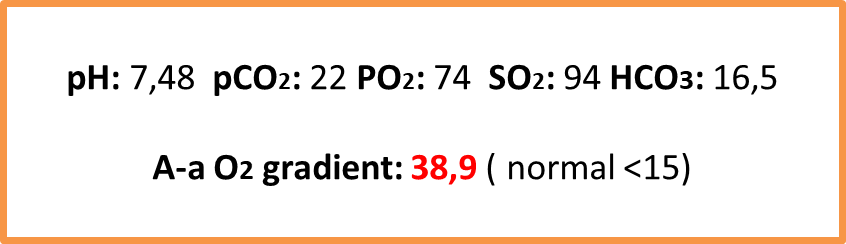 pH: 7,48 pCO2: 22 PO2: 74 SO2: 94 HCO3: 16,5
A-a O2 gradient: 38,9 ( normal <15)